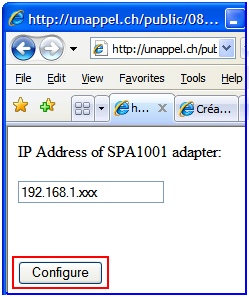 http://unappel.ch/public/08...
http://unappel.ch/pul
File Edit View Favorites Tools Help
h... Créa...
IP Address of SPA1001 adapter:
192.168.1.xxx
Configure